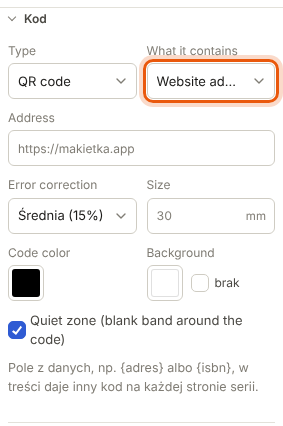 Kod
Type
What it contains
QR code
Website ad...
Address
https://makietka.app
Error correction
Size
Średnia (15%)
30 mm
Code color
Background
brak
Quiet zone (blank band around the
code)
Pole z danych, np. {adres} albo {isbn}, w
treści daje inny kod na każdej stronie serii.